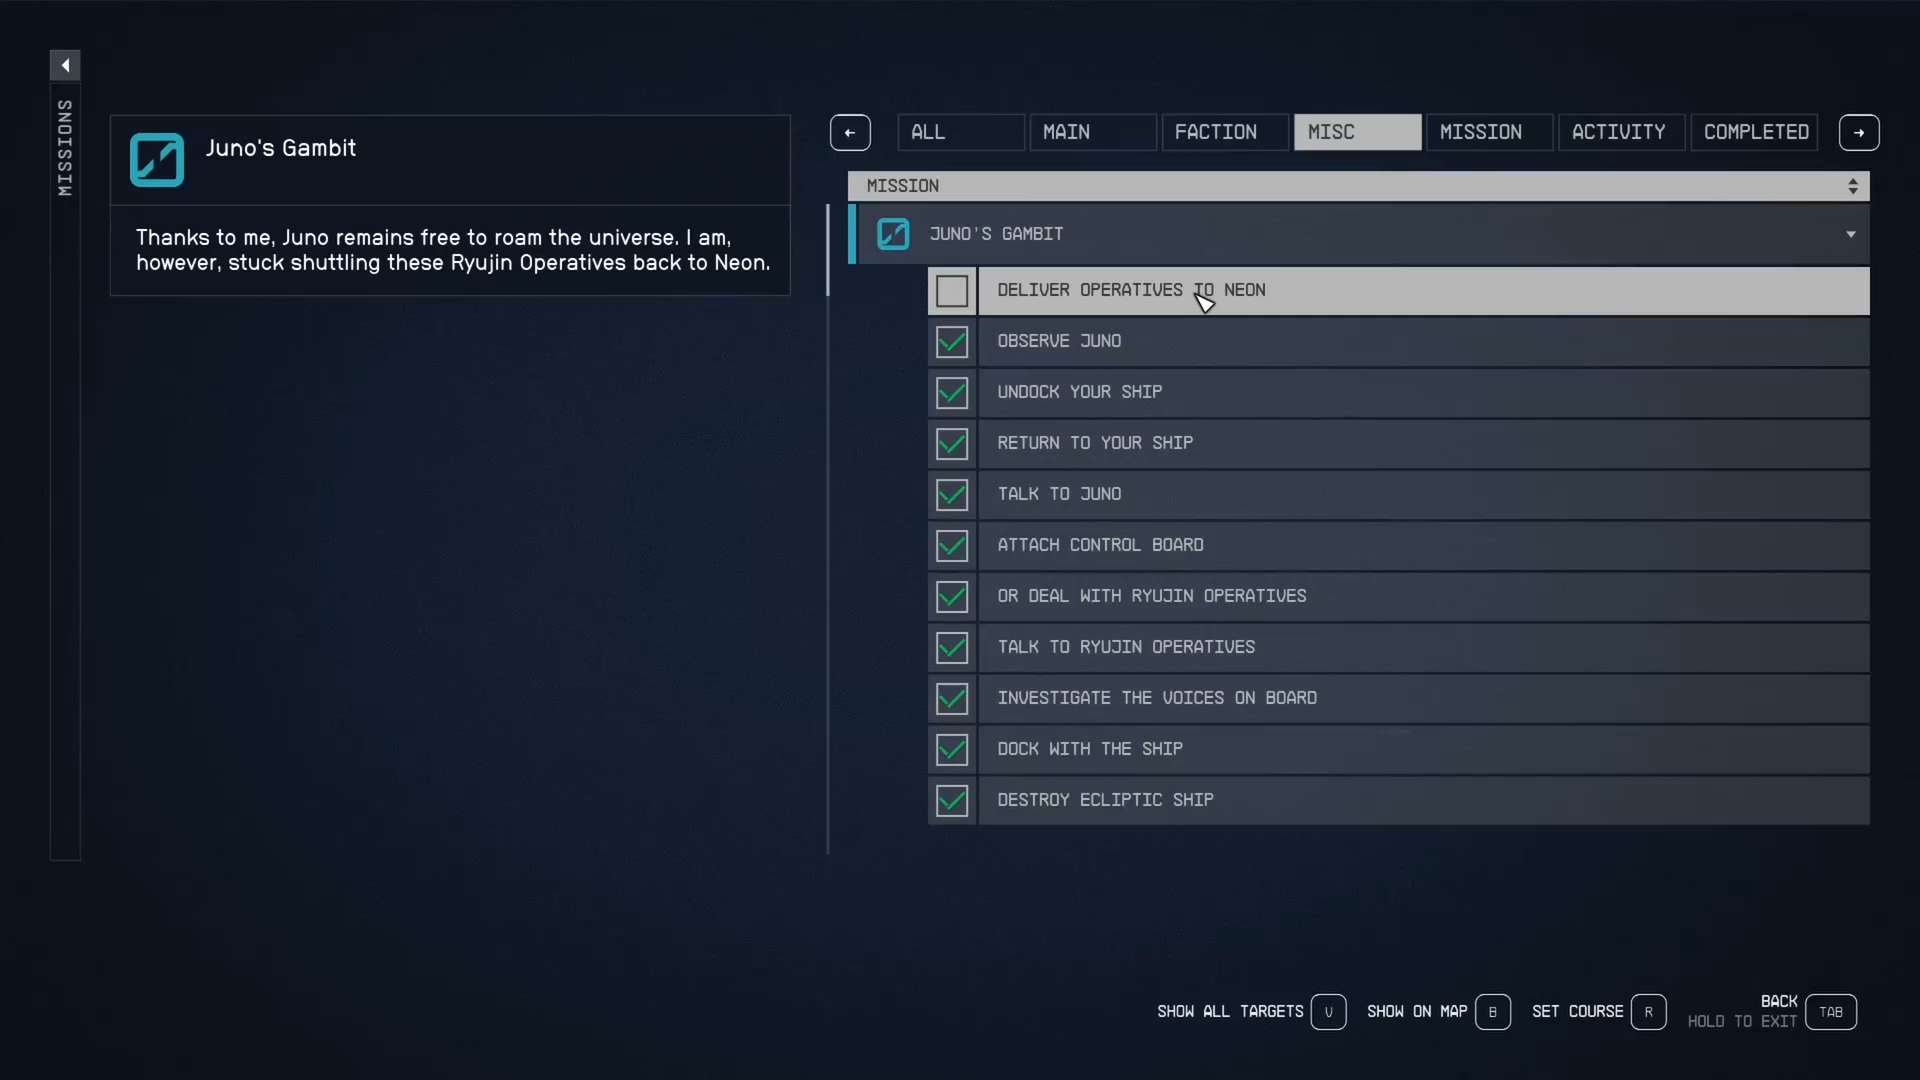 MISSIONS
Juno's Gambit
Thanks to me, Juno remains free to roam the universe. I am,
however, stuck shuttling these Ryujin Operatives back to Neon.
ALL
MAIN
FACTION
MISC
MISSION
ACTIVITY
COMPLETED
MISSION
JUNO'S GAMBIT
DELIVER OPERATIVES TO NEON
OBSERVE JUNO
UNDOCK YOUR SHIP
RETURN TO YOUR SHIP
TALK TO JUNO
ATTACH CONTROL BOARD
OR DEAL WITH RYUJIN OPERATIVES
TALK TO RYUJIN OPERATIVES
INVESTIGATE THE VOICES ON BOARD
DOCK WITH THE SHIP
DESTROY ECLIPTIC SHIP
SHOW ALL TARGETS V
SHOW ON MAP B
SET COURSE R
BACK
HOLD TO EXIT
TAB